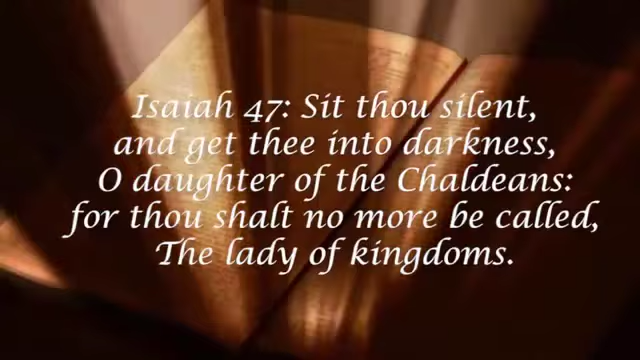 Isaiah 47: Sit thou silent,
and get thee into darkness,
O daughter of the Chaldeans:
for thou shalt no more be called,
The lady of kingdoms.